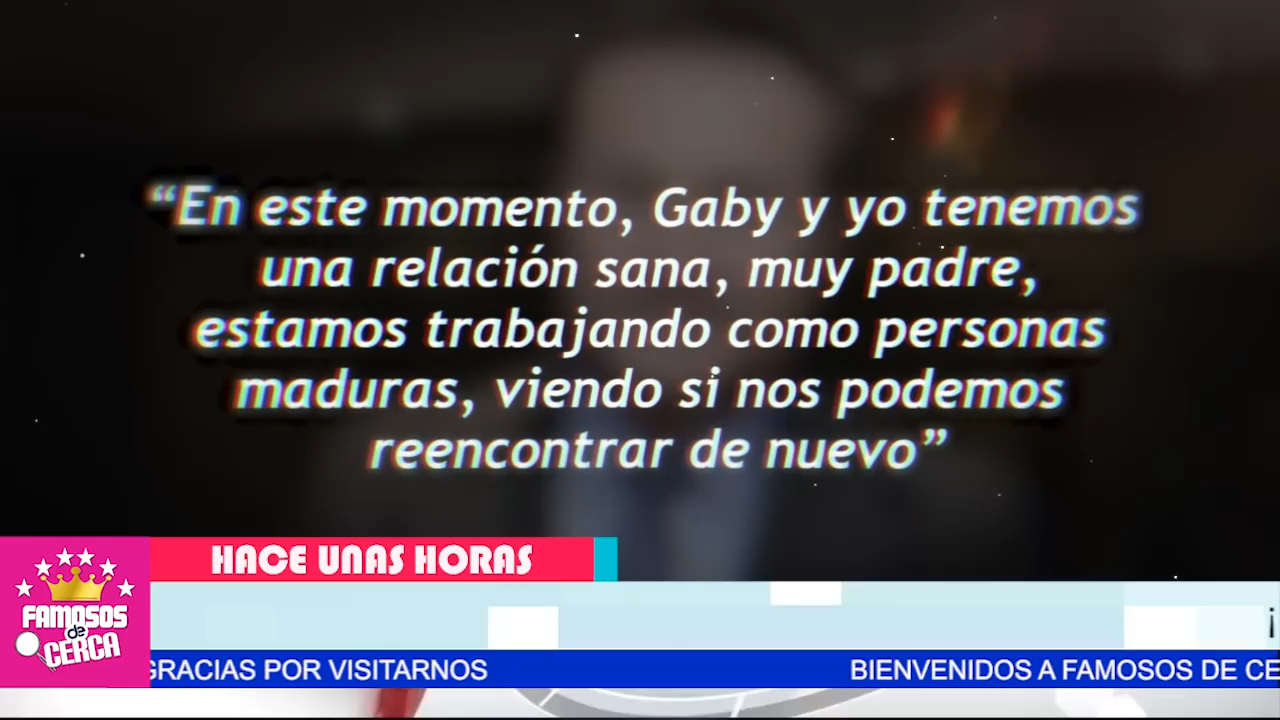 “En este momento, Gaby y yo tenemos
una relación sana, muy padre,
estamos trabajando como personas
maduras, viendo si nos podemos
reencontrar de nuevo”
HACE UNAS HORAS
FAMOSOS
de
CERCA
¡
GRACIAS POR VISITARNOS
BIENVENIDOS A FAMOSOS DE CE